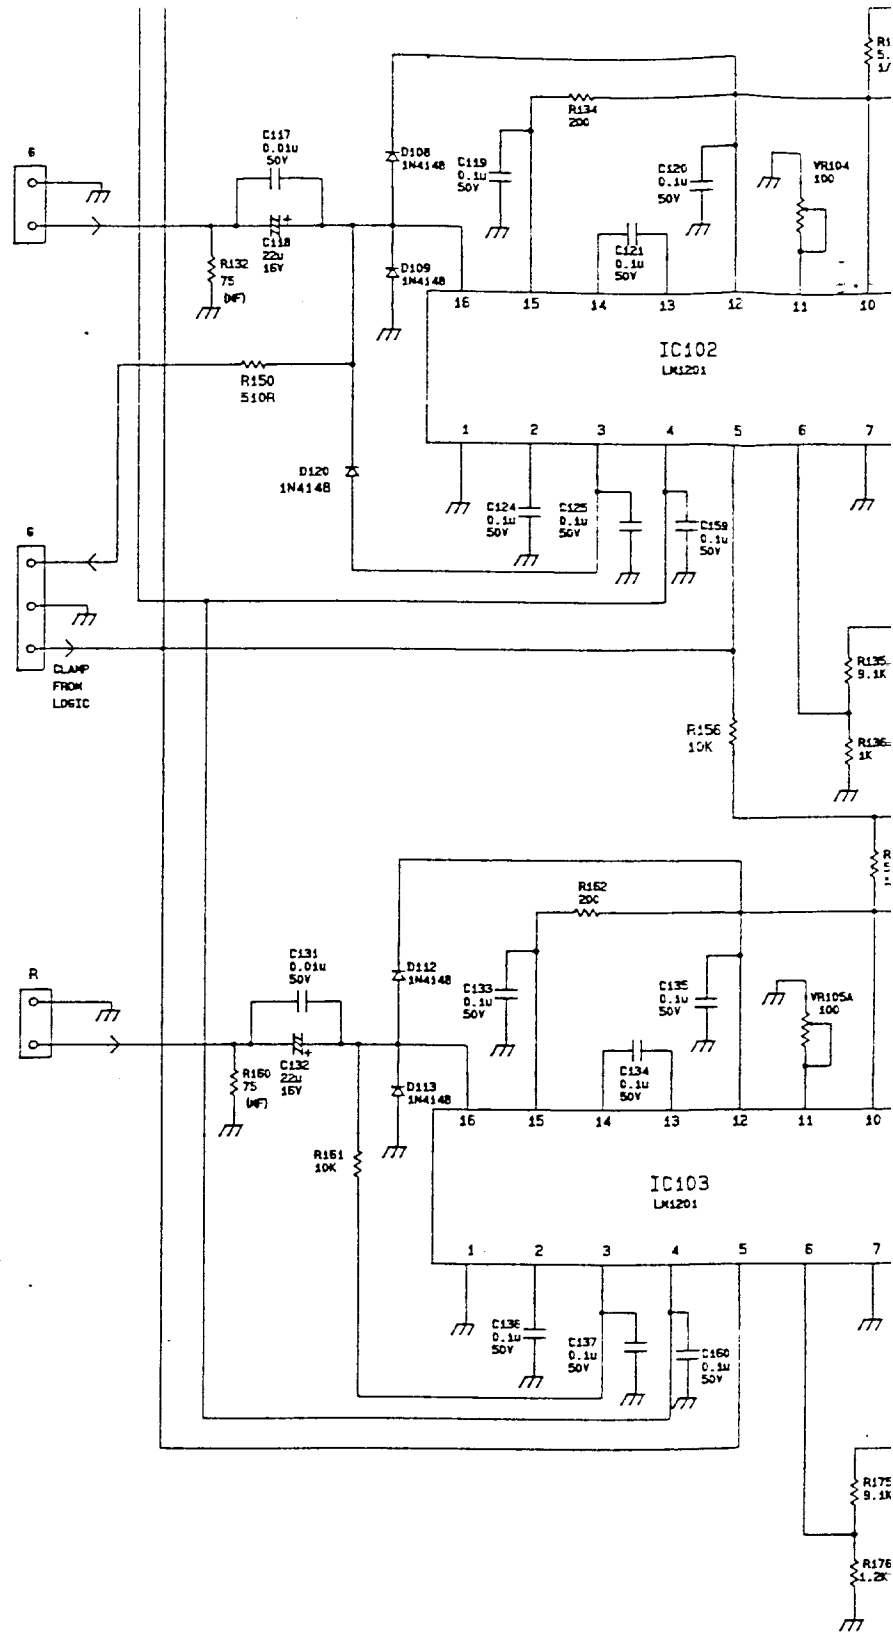 R1
5.
1/
R134
200
C117
0.01u
50V
G
D108
1N4148
C119
0.1u
50V
C120
0.1u
50V
VR104
100
C118
22u
16V
C121
0.1u
50V
R132
75
(MF)
D109
1N4148
16
15
14
13
12
11
10
IC102
LM1201
R150
510R
1
2
3
4
5
6
7
D120
1N4148
C124
0.1u
50V
C125
0.1u
50V
C159
0.1u
50V
G
CLAMP
FROM
LOGIC
R135
9.1K
R156
10K
R136
1K
R
5
R162
200
C131
0.01u
50V
R
D112
1N4148
C133
0.1u
50V
C135
0.1u
50V
VR105A
100
C132
22u
16V
C134
0.1u
50V
R160
75
(MF)
D113
1N4148
16
15
14
13
12
11
10
R161
10K
IC103
LM1201
1
2
3
4
5
6
7
C136
0.1u
50V
C137
0.1u
50V
C160
0.1u
50V
R175
9.1K
R176
1.2K